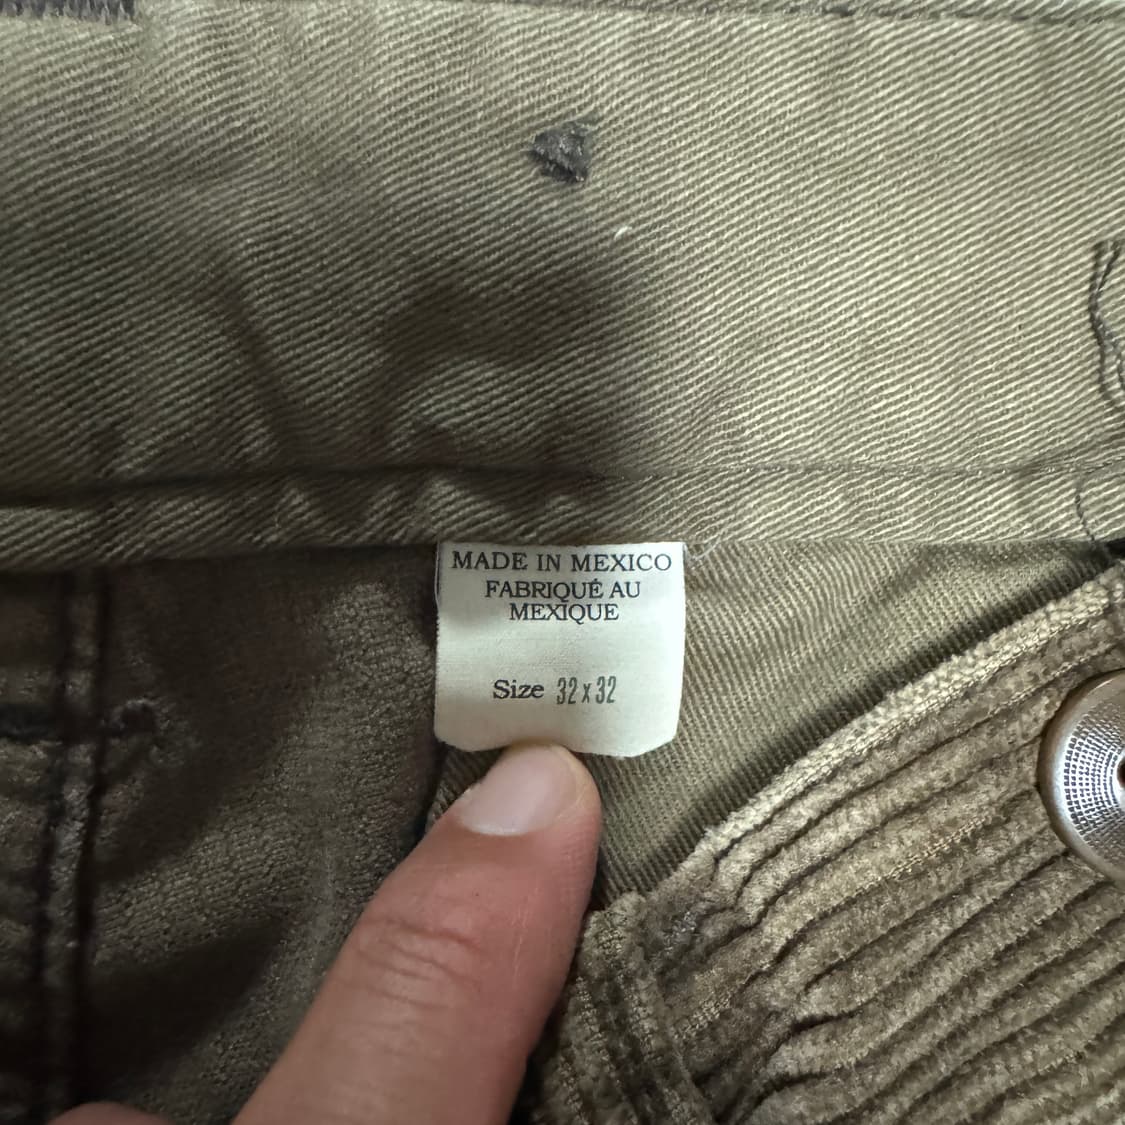 MADE IN MEXICO
FABRIQUÉ AU
MEXIQUE
Size 32 x 32